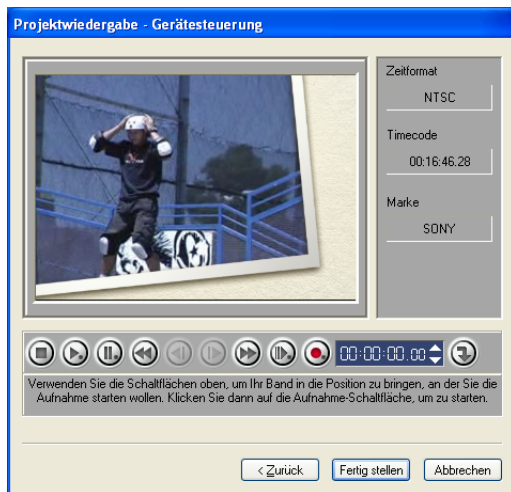 Projektwiedergabe - Gerätesteuerung
Zeitformat
NTSC
Timecode
00:16:46.28
Marke
SONY
00:00:00.00
Verwenden Sie die Schaltflächen oben, um Ihr Band in die Position zu bringen, an der Sie die
Aufnahme starten wollen. Klicken Sie dann auf die Aufnahme-Schaltfläche, um zu starten.
< Zurück
Fertig stellen
Abbrechen